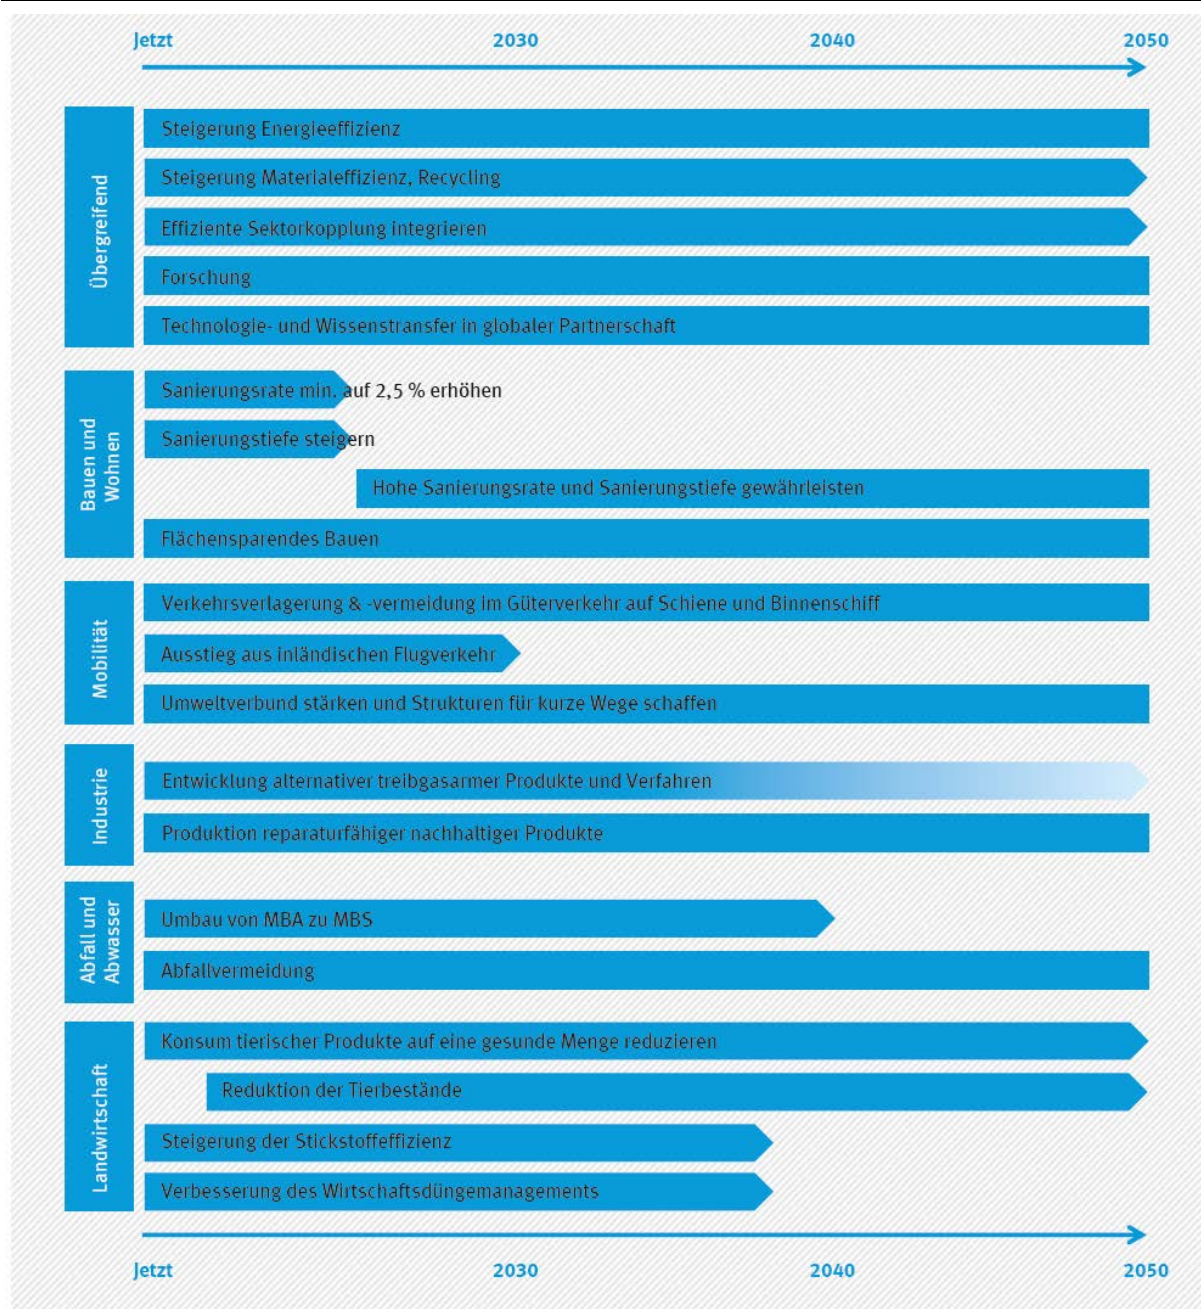 Jetzt 2030 2040 2050
Übergreifend
Steigerung Energieeffizienz
Steigerung Materialeffizienz, Recycling
Effiziente Sektorkopplung integrieren
Forschung
Technologie- und Wissenstransfer in globaler Partnerschaft
Bauen und
Wohnen
Sanierungsrate min. auf 2,5 % erhöhen
Sanierungstiefe steigern
Hohe Sanierungsrate und Sanierungstiefe gewährleisten
Flächensparendes Bauen
Mobilität
Verkehrsverlagerung & -vermeidung im Güterverkehr auf Schiene und Binnenschiff
Ausstieg aus inländischen Flugverkehr
Umweltverbund stärken und Strukturen für kurze Wege schaffen
Industrie
Entwicklung alternativer treibgasarmer Produkte und Verfahren
Produktion reparaturfähiger nachhaltiger Produkte
Abfall und
Abwasser
Umbau von MBA zu MBS
Abfallvermeidung
Landwirtschaft
Konsum tierischer Produkte auf eine gesunde Menge reduzieren
Reduktion der Tierbestände
Steigerung der Stickstoffeffizienz
Verbesserung des Wirtschaftsdüngemanagements
Jetzt 2030 2040 2050